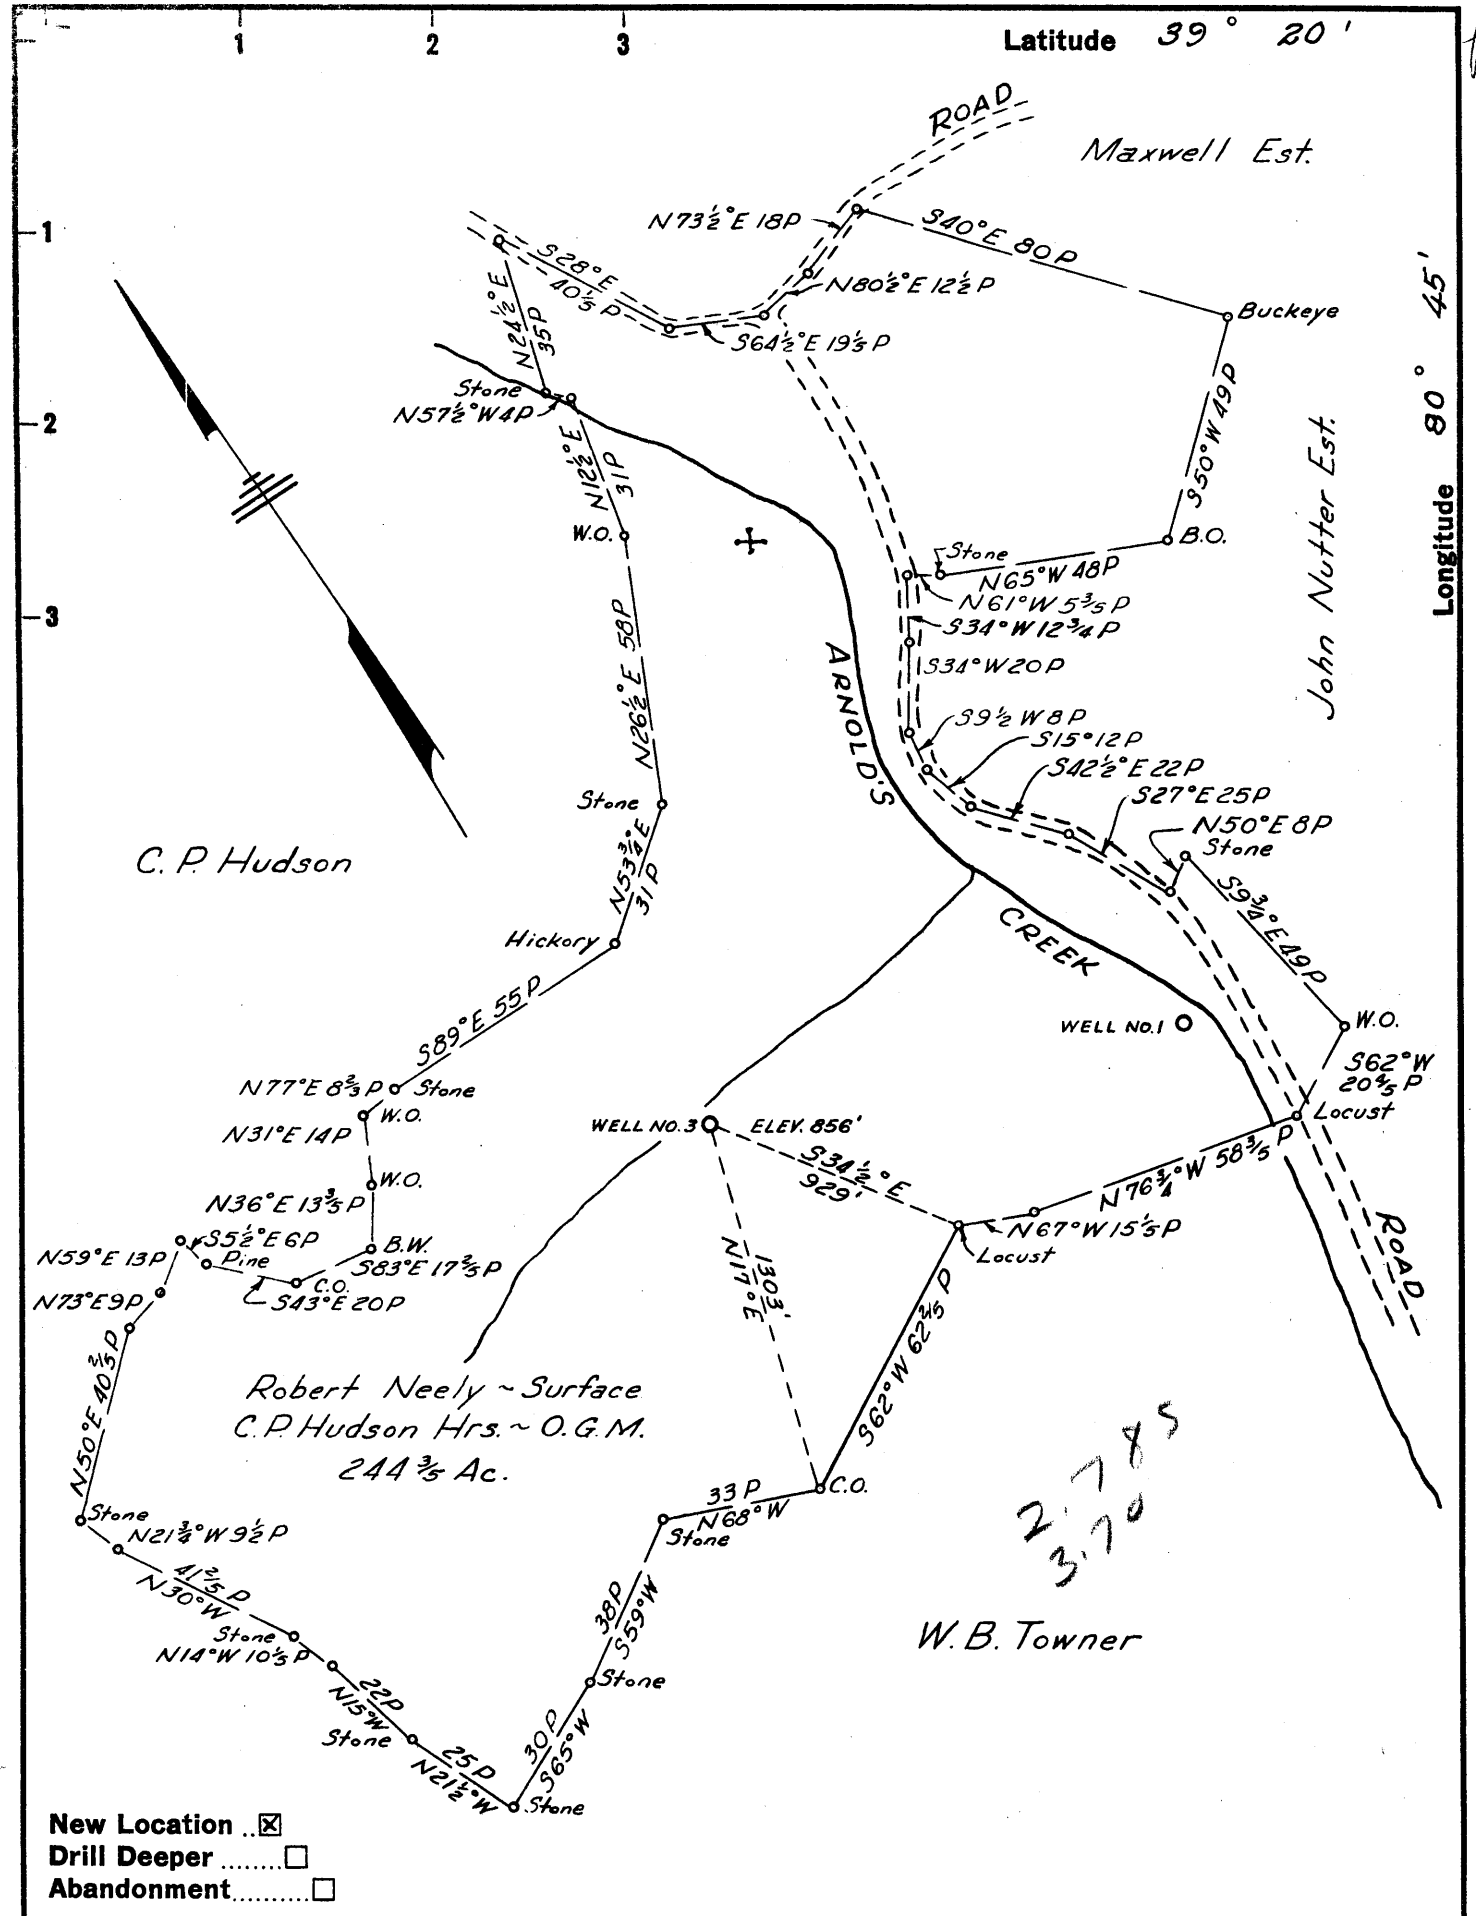 1 2 3
Latitude 39° 20'
ROAD
Maxwell Est.
N73½°E 18P
S40°E 80P
1
S28°E
40⅕P
N80½°E 12½P
Longitude 80° 45'
Buckeye
N24½°E
35P
S64½°E 19⅕P
Stone
N57½°W 4P
2
N12½°E
31P
S50°W 49P
John Nutter Est.
W.O.
B.O.
Stone
N65°W 48P
N61°W 5⅗P
3
S34°W 12¾P
N26½°E 58P
S34°W 20P
ARNOLD'S
S9½W 8P
S15°12P
S42½°E 22P
S27°E 25P
Stone
N50°E 8P
Stone
C. P. Hudson
N53¾°E
31P
S9¾°E 49P
Hickory
CREEK
S89°E 55P
WELL NO.1
W.O.
S62°W
20⅘P
N77°E 8⅔P
Stone
W.O.
Locust
N31°E 14P
WELL NO.3
ELEV. 856'
S34½°E
929'
N76¾°W 58⅗P
W.O.
N36°E 13⅗P
S5½°E 6P
B.W.
N67°W 15⅕P
ROAD
N59°E 13P
Pine
S83°E 17⅖P
Locust
C.O.
N73°E 9P
S43°E 20P
1303'
N17°E
S62°W 62⅖P
N50°E 40⅖P
Robert Neely ~ Surface
C.P. Hudson Hrs. ~ O.G.M.
244⅗ Ac.
2.785
3.70
33P
N68°W
C.O.
Stone
Stone
N21¾°W 9½P
41⅖P
N30°W
38P
S59°W
Stone
N14°W 10⅕P
W. B. Towner
Stone
22P
N15°W
30P
S65°W
Stone
25P
N21½°W
Stone
New Location ..☒
Drill Deeper ........☐
Abandonment..........☐